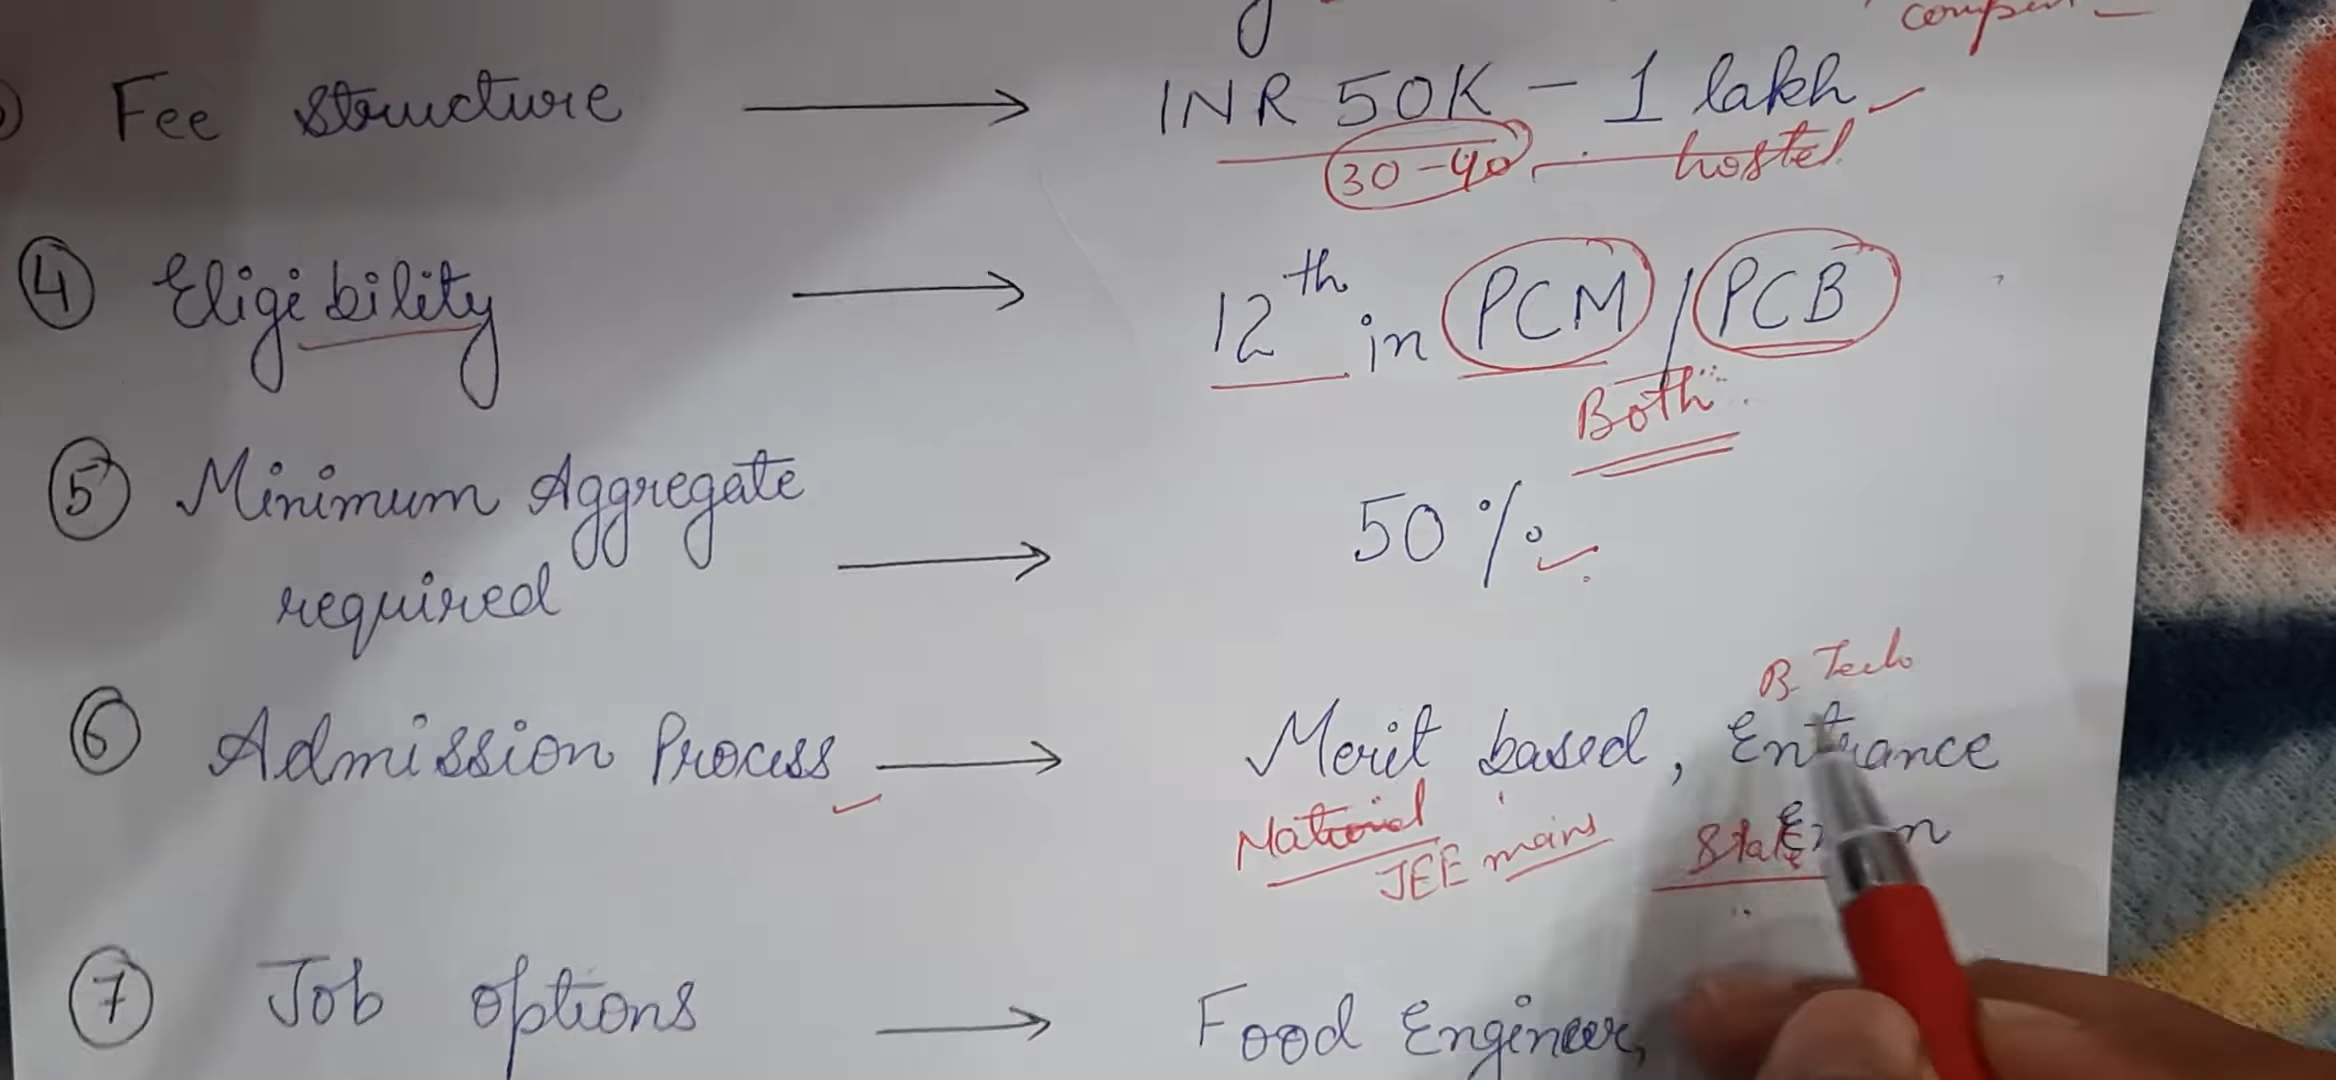 Fee Structure → INR 50K - 1 lakh
30-40 hostel
④ Eligibility → 12th in PCM / PCB
Both
⑤ Minimum Aggregate
required → 50%
B Tech
⑥ Admission Process → Merit based, Entrance
National State
JEE mains
⑦ Job options → Food Engineer,